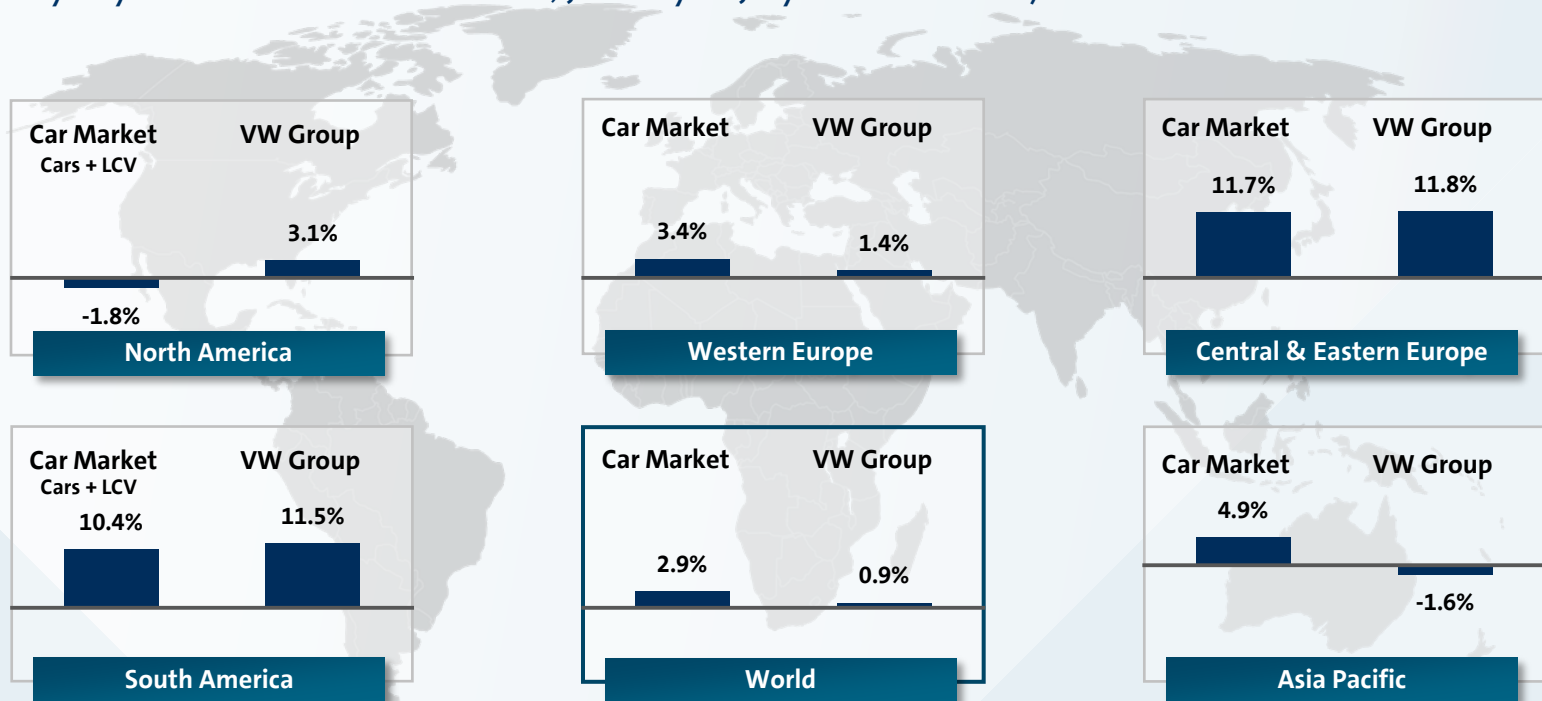 Car Market VW Group
Cars + LCV
3.1%
-1.8%
North America
Car Market VW Group
3.4%
1.4%
Western Europe
Car Market VW Group
11.7% 11.8%
Central & Eastern Europe
Car Market VW Group
Cars + LCV
10.4% 11.5%
South America
Car Market VW Group
2.9%
0.9%
World
Car Market VW Group
4.9%
-1.6%
Asia Pacific